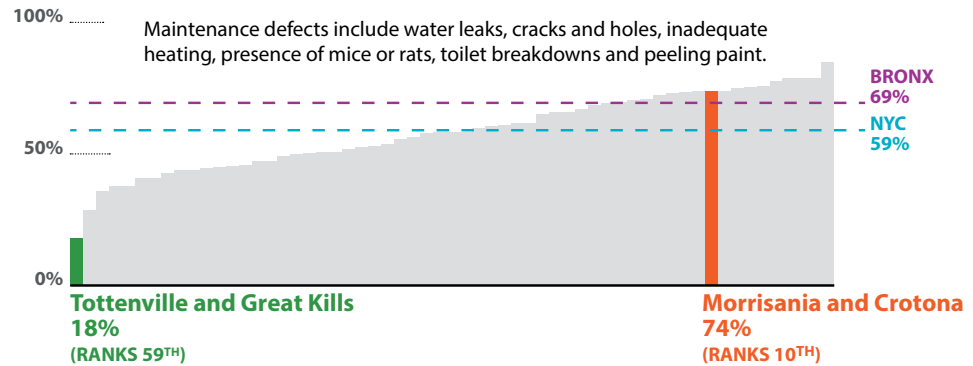 100%
Maintenance defects include water leaks, cracks and holes, inadequate
heating, presence of mice or rats, toilet breakdowns and peeling paint.
BRONX
69%
NYC
59%
50%
0%
Tottenville and Great Kills
18%
(RANKS 59TH)
Morrisania and Crotona
74%
(RANKS 10TH)